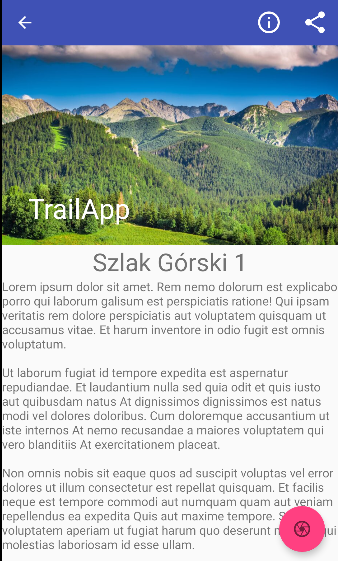 TrailApp
Szlak Górski 1
Lorem ipsum dolor sit amet. Rem nemo dolorum est explicabo
porro qui laborum galisum est perspiciatis ratione! Qui ipsam
veritatis rem dolore perspiciatis aut voluptatem quisquam ut
accusamus vitae. Et harum inventore in odio fugit est omnis
voluptatum.
Ut laborum fugiat id tempore expedita est aspernatur
repudiandae. Et laudantium nulla sed quia odit et quis iusto
aut quibusdam natus At dignissimos dignissimos est natus
modi vel dolores doloribus. Cum doloremque accusantium ut
iste internos At nemo recusandae a maiores voluptatem qui
vero blanditiis At exercitationem placeat.
Non omnis nobis sit eaque quos ad suscipit voluptas vel error
dolores ut illum consectetur est repellat quisquam. Et facilis
neque est tempore commodi aut numquam quam aut veniam
repellendus ea expedita Quis aut maxime tempore.
voluptatem aperiam ut fugiat harum quo deserunt qui
molestias laboriosam id esse ullam.